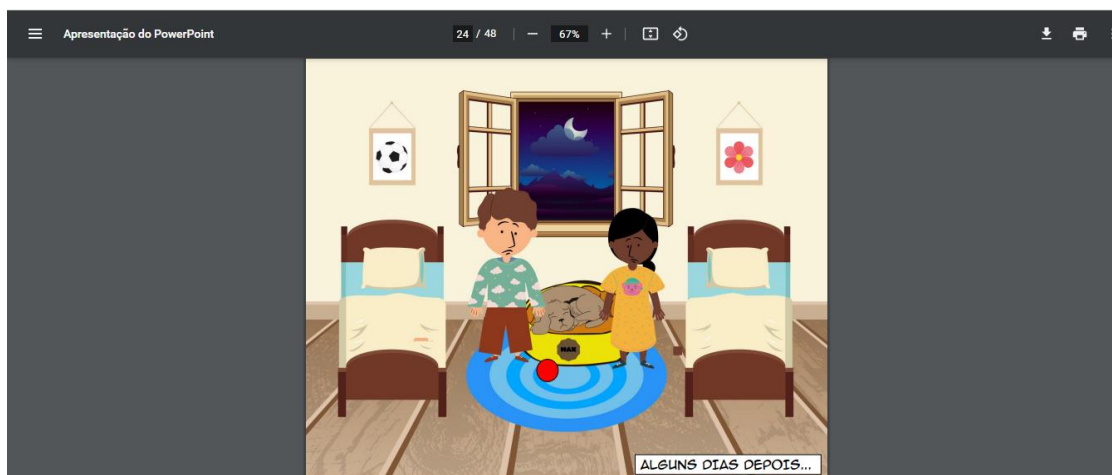 Apresentação do PowerPoint
24 / 48
67%
MAX
ALGUNS DIAS DEPOIS...